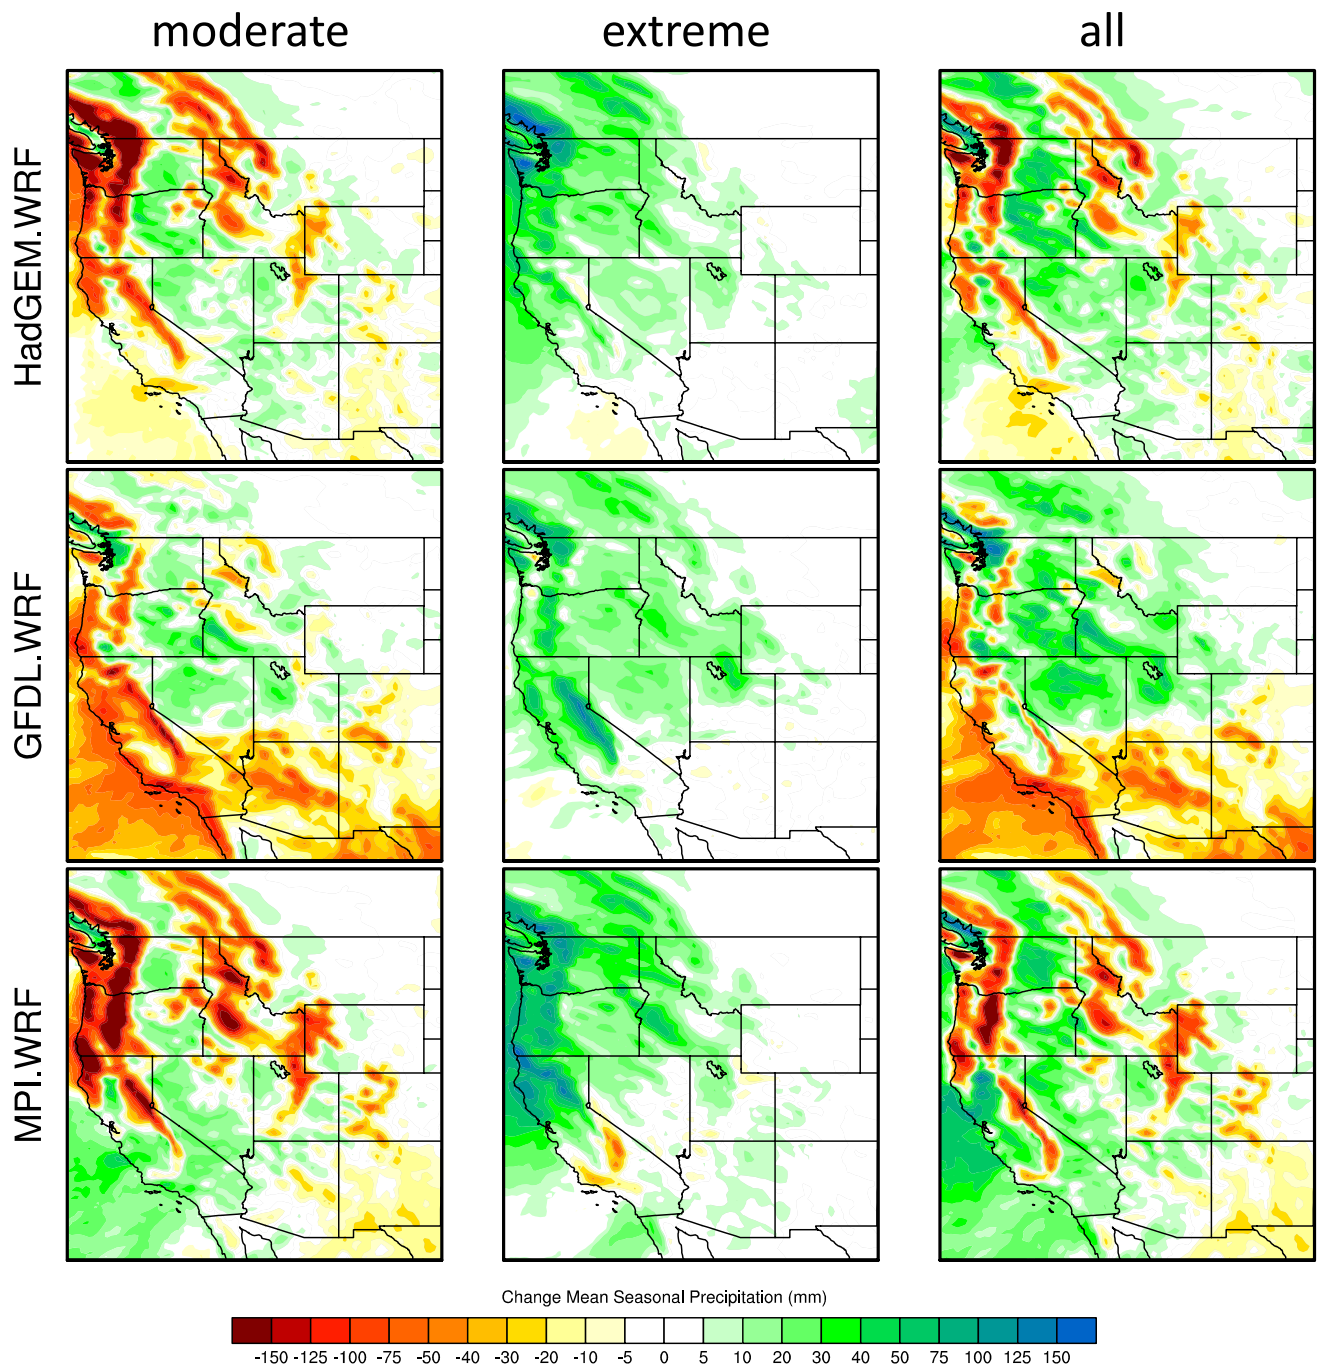 moderate extreme all
HadGEM.WRF
GFDL.WRF
MPI.WRF
Change Mean Seasonal Precipitation (mm)
-150 -125 -100 -75 -50 -40 -30 -20 -10 -5 0 5 10 20 30 40 50 75 100 125 150